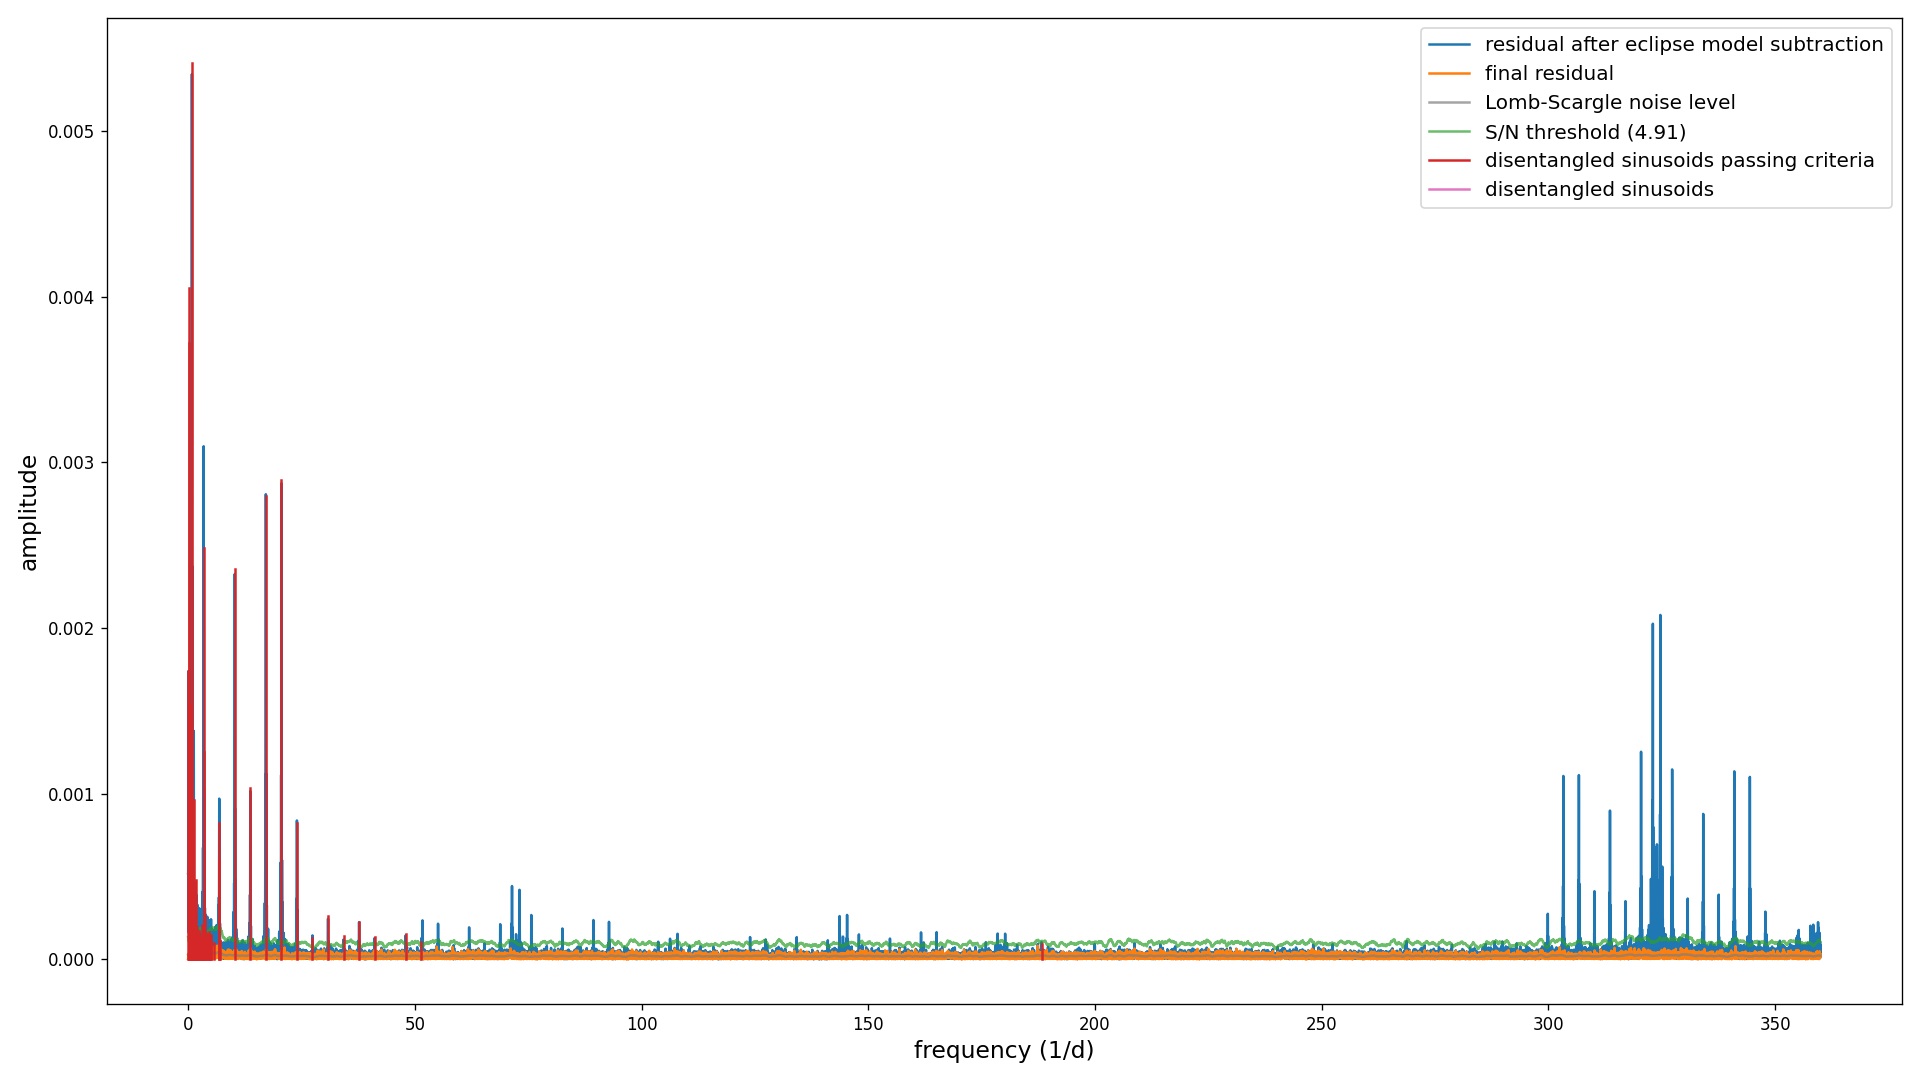 residual after eclipse model subtraction
final residual
Lomb-Scargle noise level
S/N threshold (4.91)
disentangled sinusoids passing criteria
disentangled sinusoids
amplitude
0.005
0.004
0.003
0.002
0.001
0.000
0 50 100 150 200 250 300 350
frequency (1/d)